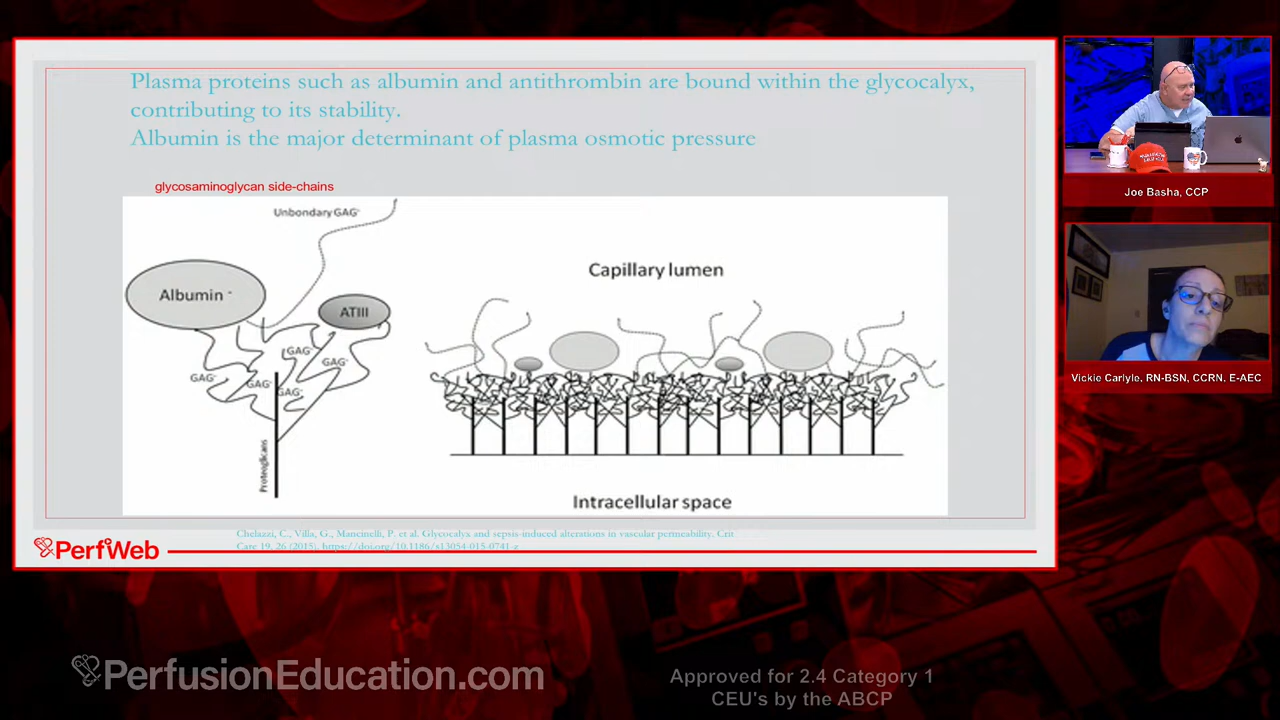 Plasma proteins such as albumin and antithrombin are bound within the glycocalyx,
contributing to its stability.
Albumin is the major determinant of plasma osmotic pressure
glycosaminoglycan side-chains
Unbondary GAG⁻
Albumin ⁻
ATIII
GAG⁻
GAG⁻
GAG⁻
GAG⁻
GAG⁻
Proteoglicans
Capillary lumen
Intracellular space
Chelazzi, C., Villa, G., Mancinelli, P. et al. Glycocalyx and sepsis-induced alterations in vascular permeability. Crit
Care 19, 26 (2015). https://doi.org/10.1186/s13054-015-0741-z
PerfWeb
Joe Basha, CCP
Vickie Carlyle, RN-BSN, CCRN, E-AEC
PerfusionEducation.com
Approved for 2.4 Category 1
CEU's by the ABCP